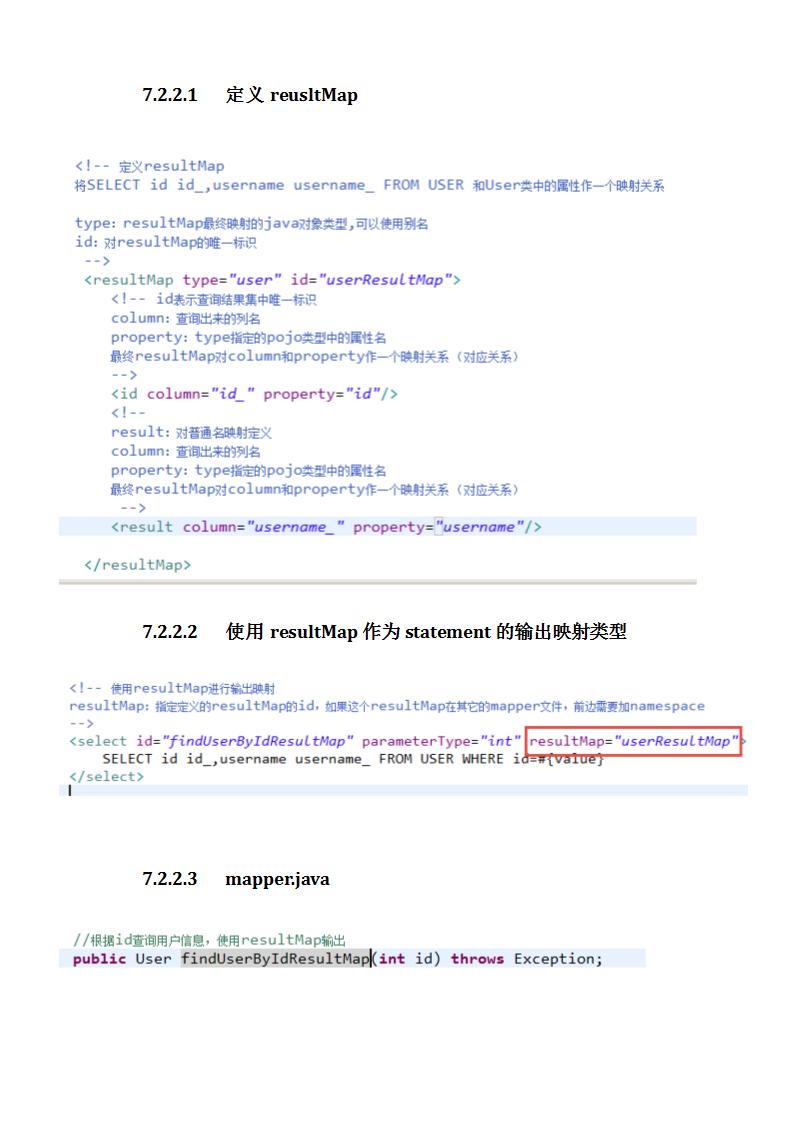 7.2.2.1 定义 reusltMap
<!-- 定义resultMap
将SELECT id id_,username username_ FROM USER 和User类中的属性作一个映射关系
type：resultMap最终映射的java对象类型,可以使用别名
id：对resultMap的唯一标识
-->
<resultMap type="user" id="userResultMap">
<!-- id表示查询结果集中唯一标识
column：查询出来的列名
property：type指定的pojo类型中的属性名
最终resultMap对column和property作一个映射关系（对应关系）
-->
<id column="id_" property="id"/>
<!--
result：对普通名映射定义
column：查询出来的列名
property：type指定的pojo类型中的属性名
最终resultMap对column和property作一个映射关系（对应关系）
-->
<result column="username_" property="username"/>
</resultMap>
7.2.2.2 使用 resultMap 作为 statement 的输出映射类型
<!-- 使用resultMap进行输出映射
resultMap：指定定义的resultMap的id，如果这个resultMap在其它的mapper文件，前边需要加namespace
-->
<select id="findUserByIdResultMap" parameterType="int" resultMap="userResultMap">
SELECT id id_,username username_ FROM USER WHERE id=#{value}
</select>
7.2.2.3 mapper.java
//根据id查询用户信息，使用resultMap输出
public User findUserByIdResultMap(int id) throws Exception;